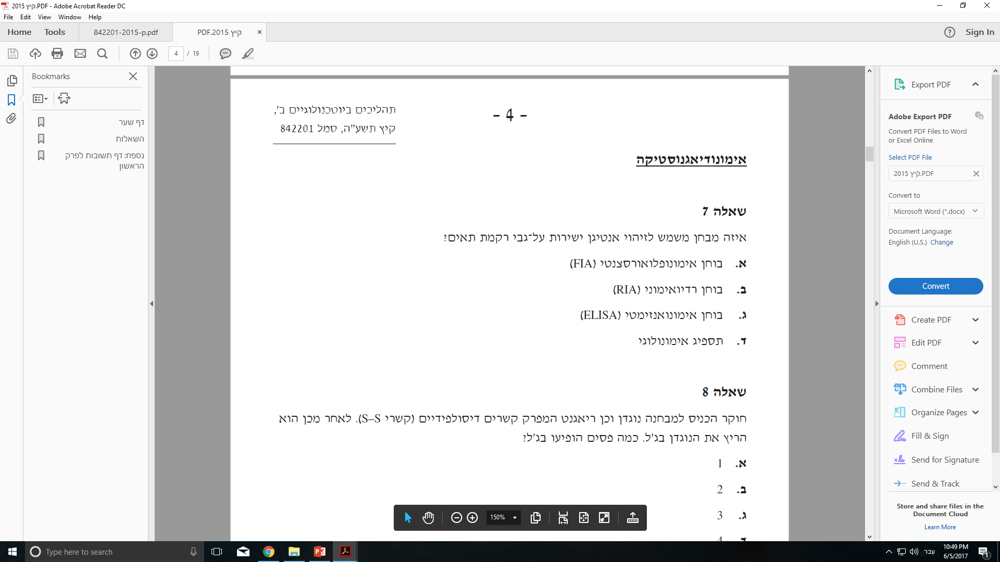 קיץ 2015.PDF - Adobe Acrobat Reader DC
File Edit View Window Help
Home Tools 842201-2015-p.pdf קיץ 2015.PDF Sign In
4 / 19
Bookmarks
דף שער
השאלות
נספח: דף תשובות לפרק
הראשון
תהליכים ביוטכנולוגיים ב',
קיץ תשע"ה, סמל 842201
- 4 -
אימונודיאגנוסטיקה
שאלה 7
איזה מבחן משמש לזיהוי אנטיגן ישירות על־גבי רקמת תאים?
א. בוחן אימונופלואורסצנטי (FIA)
ב. בוחן רדיואימוני (RIA)
ג. בוחן אימונואנזימטי (ELISA)
ד. תספיג אימונולוגי
שאלה 8
חוקר הכניס למבחנה נוגדן וכן ריאגנט המפרק קשרים דיסולפידיים (קשרי S–S). לאחר מכן הוא
הריץ את הנוגדן בג'ל. כמה פסים הופיעו בג'ל?
א. 1
ב. 2
ג. 3
ד. 4
150%
Export PDF
Adobe Export PDF
Convert PDF Files to Word
or Excel Online
Select PDF File
קיץ 2015.PDF
Convert to
Microsoft Word (*.docx)
Document Language:
English (U.S.) Change
Convert
Create PDF
Edit PDF
Comment
Combine Files
Organize Pages
Fill & Sign
Send for Signature
Send & Track
Store and share files in the
Document Cloud
Learn More
Type here to search
עבר
10:49 PM
6/5/2017
1